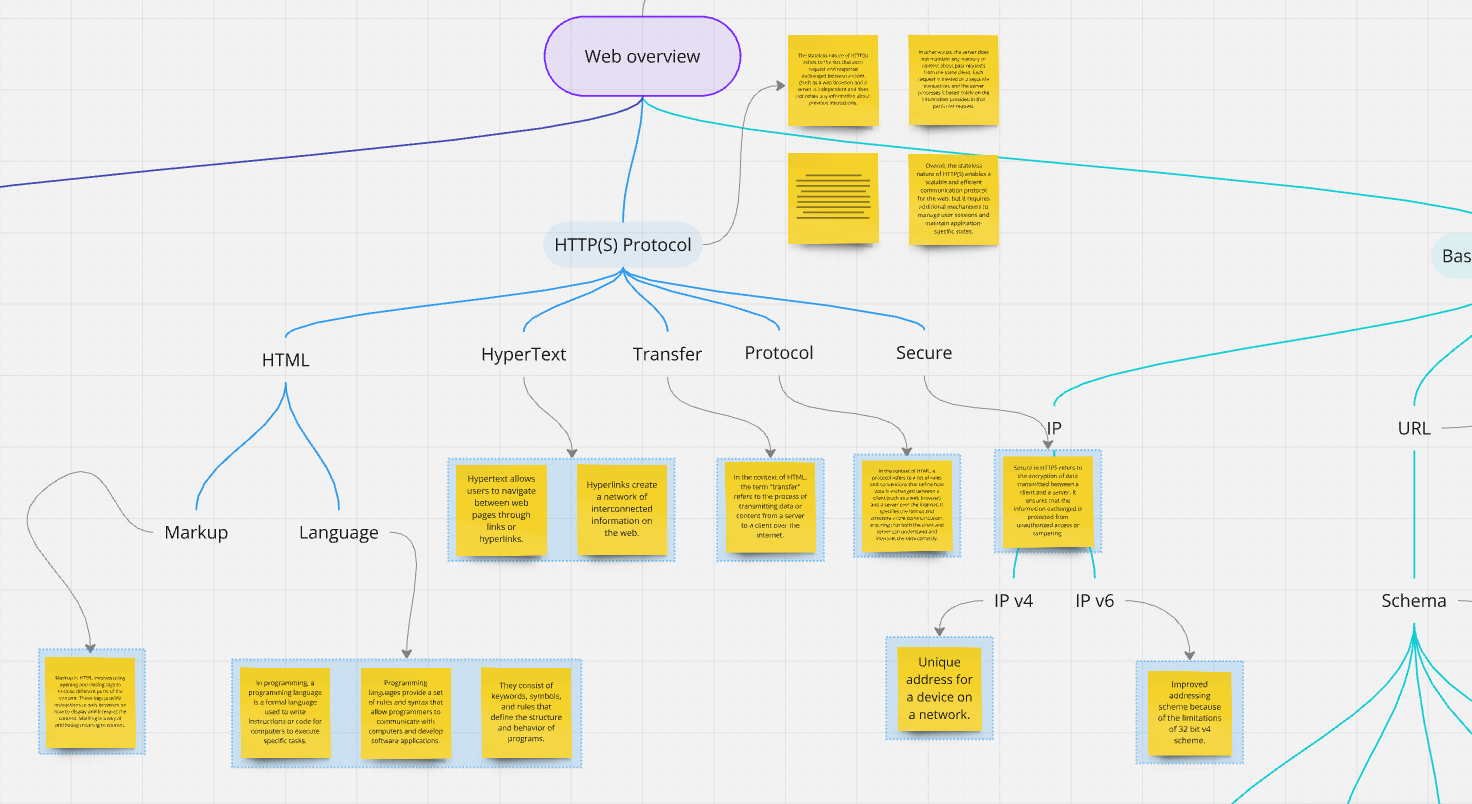 Web overview
The stateless nature of HTTP(S)
refers to the fact that each
request and response
exchanged between a client
(such as a web browser) and a
server is independent and does
not retain any information about
previous interactions.
In other words, the server does
not maintain any memory or
context about past requests
from the same client. Each
request is treated as a separate
transaction, and the server
processes it based solely on the
information provided in that
particular request.
Overall, the stateless
nature of HTTP(S) enables a
scalable and efficient
communication protocol
for the web, but it requires
additional mechanisms to
manage user sessions and
maintain application-
specific states.
HTTP(S) Protocol
Bas
HTML
HyperText
Transfer
Protocol
Secure
IP
URL
Hypertext allows
users to navigate
between web
pages through
links or
hyperlinks.
Hyperlinks create
a network of
interconnected
information on
the web.
In the context of HTML,
the term "transfer"
refers to the process of
transmitting data or
content from a server
to a client over the
internet.
In the context of HTML, a
protocol refers to a set of rules
and conventions that define how
data is exchanged between a
client (such as a web browser)
and a server over the internet. It
specifies the format and
structure of the communication,
ensuring that both the client and
server can understand and
interpret the data correctly.
Secure in HTTPS refers to
the encryption of data
transmitted between a
client and a server. It
ensures that the
information exchanged is
protected from
unauthorized access or
tampering.
Markup
Language
IP v4
IP v6
Schema
Markup in HTML involves using
opening and closing tags to
enclose different parts of the
content. These tags provide
instructions to web browsers on
how to display and interpret the
content. Marking is a way of
attributing meaning to content.
In programming, a
programming language
is a formal language
used to write
instructions or code for
computers to execute
specific tasks.
Programming
languages provide a set
of rules and syntax that
allow programmers to
communicate with
computers and develop
software applications.
They consist of
keywords, symbols,
and rules that
define the structure
and behavior of
programs.
Unique
address for
a device on
a network.
Improved
addressing
scheme because
of the limitations
of 32 bit v4
scheme.